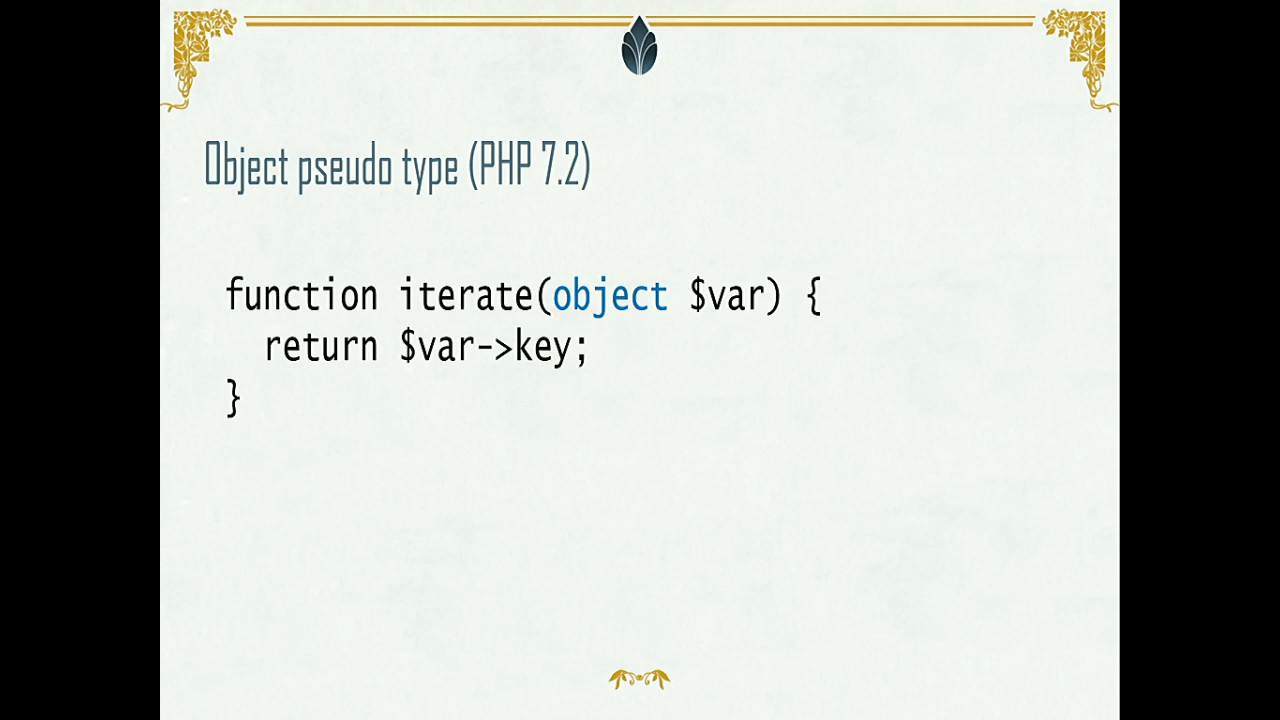 Object pseudo type (PHP 7.2)
function iterate(object $var) {
  return $var->key;
}